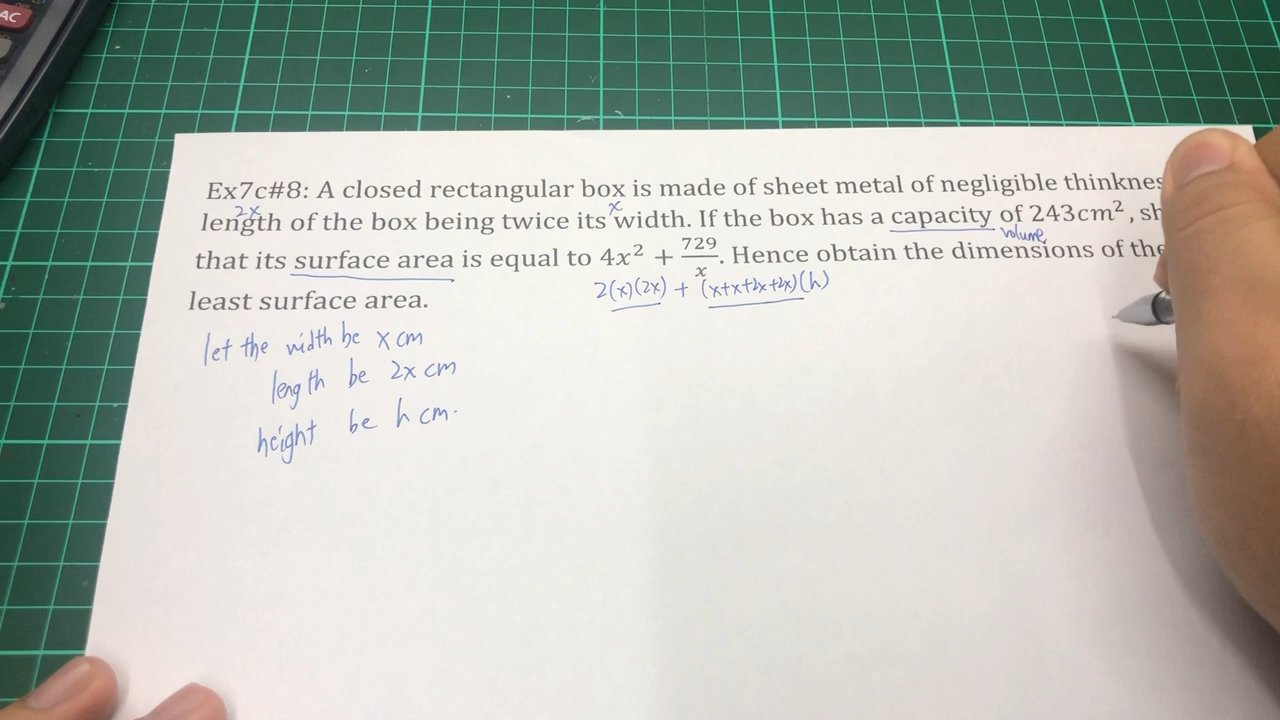 AC
Ex7c#8: A closed rectangular box is made of sheet metal of negligible thinknes
2x x
length of the box being twice its width. If the box has a capacity of 243cm², sh
volume
that its surface area is equal to 4x² + 729/x. Hence obtain the dimensions of the
2(x)(2x) + (x+x+2x+2x)(h)
least surface area.
let the width be x cm
length be 2x cm
height be h cm.